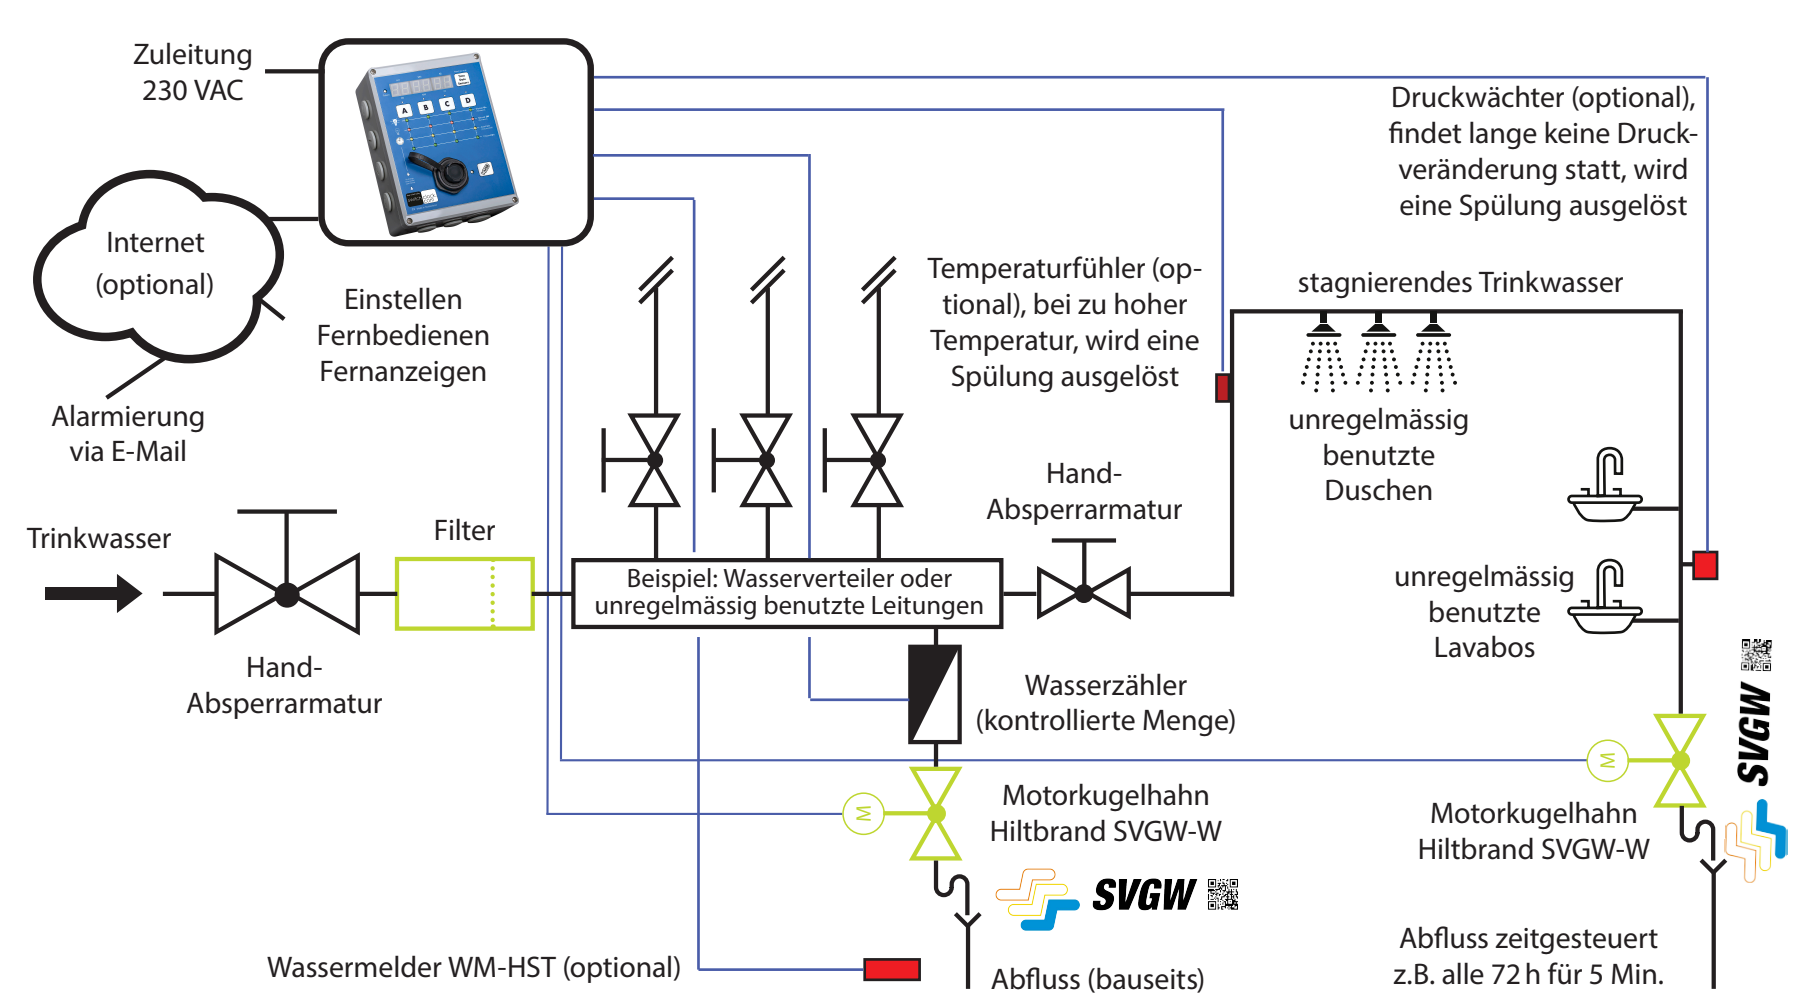 Zuleitung
230 VAC
A B C D
Internet
(optional)
Einstellen
Fernbedienen
Fernanzeigen
Alarmierung
via E-Mail
Druckwächter (optional),
findet lange keine Druck-
veränderung statt, wird
eine Spülung ausgelöst
Temperaturfühler (op-
tional), bei zu hoher
Temperatur, wird eine
Spülung ausgelöst
stagnierendes Trinkwasser
unregelmässig
benutzte
Duschen
Hand-
Absperrarmatur
Trinkwasser
Filter
Hand-
Absperrarmatur
Beispiel: Wasserverteiler oder
unregelmässig benutzte Leitungen
unregelmässig
benutzte
Lavabos
Wasserzähler
(kontrollierte Menge)
M
Motorkugelhahn
Hiltbrand SVGW-W
SVGW
M
Motorkugelhahn
Hiltbrand SVGW-W
SVGW
Wassermelder WM-HST (optional)
Abfluss (bauseits)
Abfluss zeitgesteuert
z.B. alle 72 h für 5 Min.